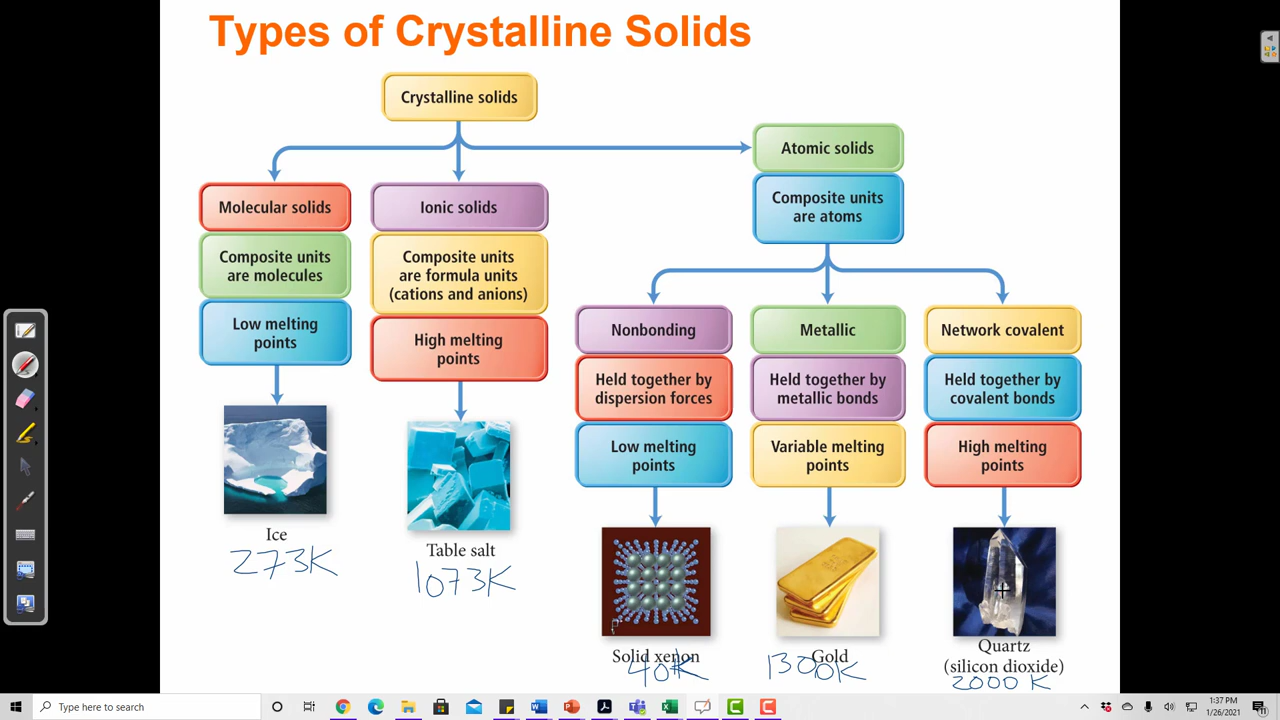 Types of Crystalline Solids
Crystalline solids
Atomic solids
Composite units
are atoms
Molecular solids
Composite units
are molecules
Low melting
points
Ice
273K
Ionic solids
Composite units
are formula units
(cations and anions)
High melting
points
Table salt
1073K
Nonbonding
Held together by
dispersion forces
Low melting
points
Solid xenon
40K
Metallic
Held together by
metallic bonds
Variable melting
points
Gold
1300K
Network covalent
Held together by
covalent bonds
High melting
points
Quartz
(silicon dioxide)
2000 K
Type here to search
1:37 PM
1/26/2021